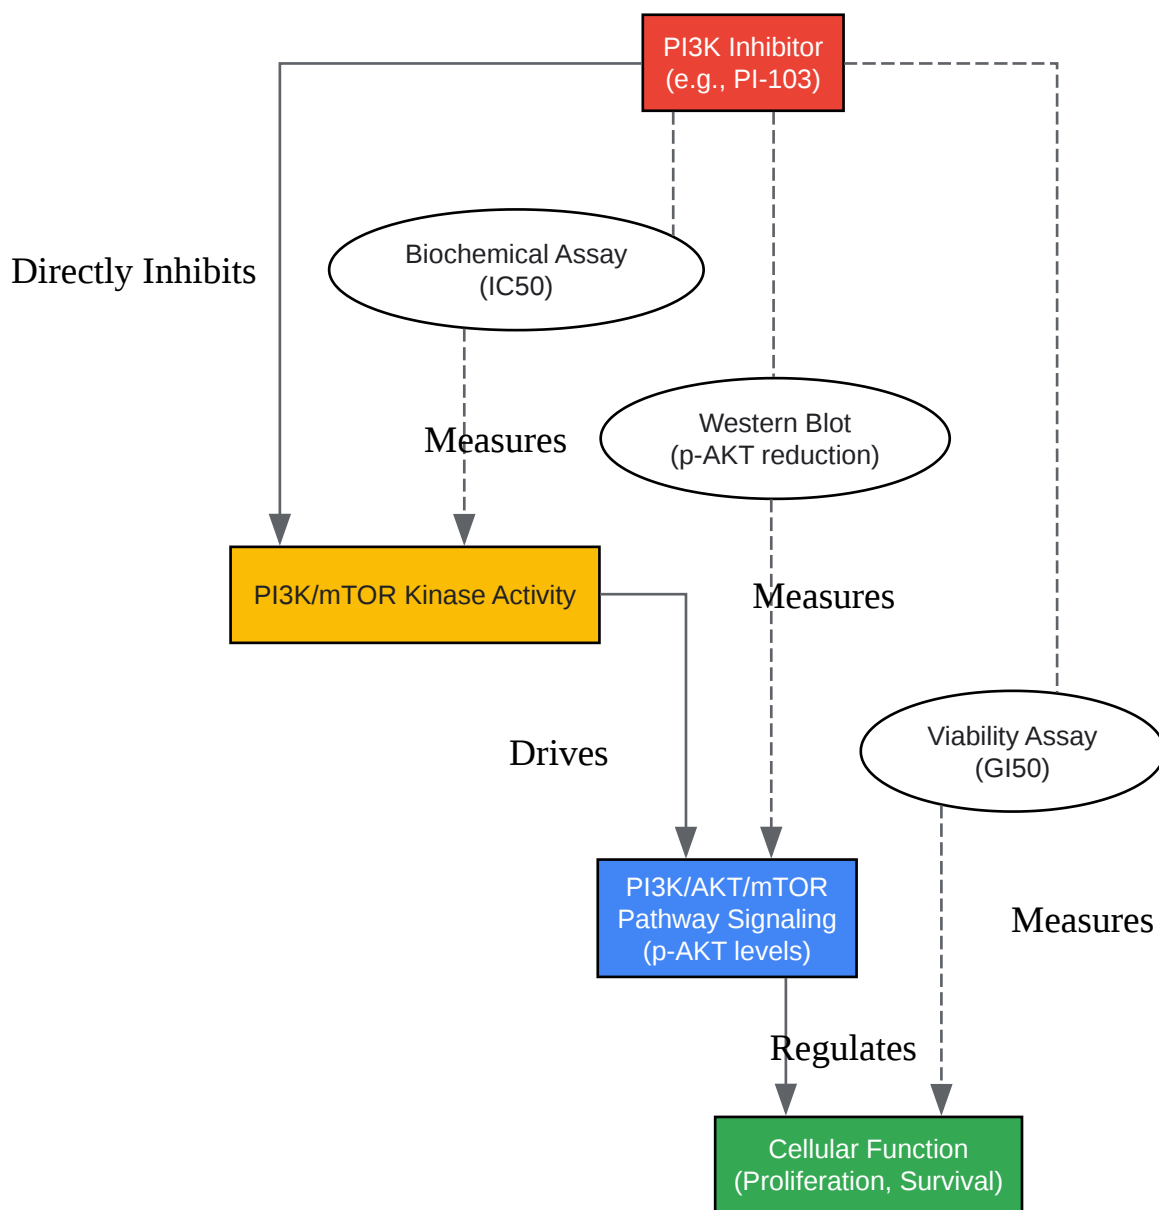 PI3K Inhibitor
(e.g., PI-103)
Directly Inhibits
Biochemical Assay
(IC50)
Measures
Western Blot
(p-AKT reduction)
PI3K/mTOR Kinase Activity
Measures
Drives
Viability Assay
(GI50)
PI3K/AKT/mTOR
Pathway Signaling
(p-AKT levels)
Measures
Regulates
Cellular Function
(Proliferation, Survival)